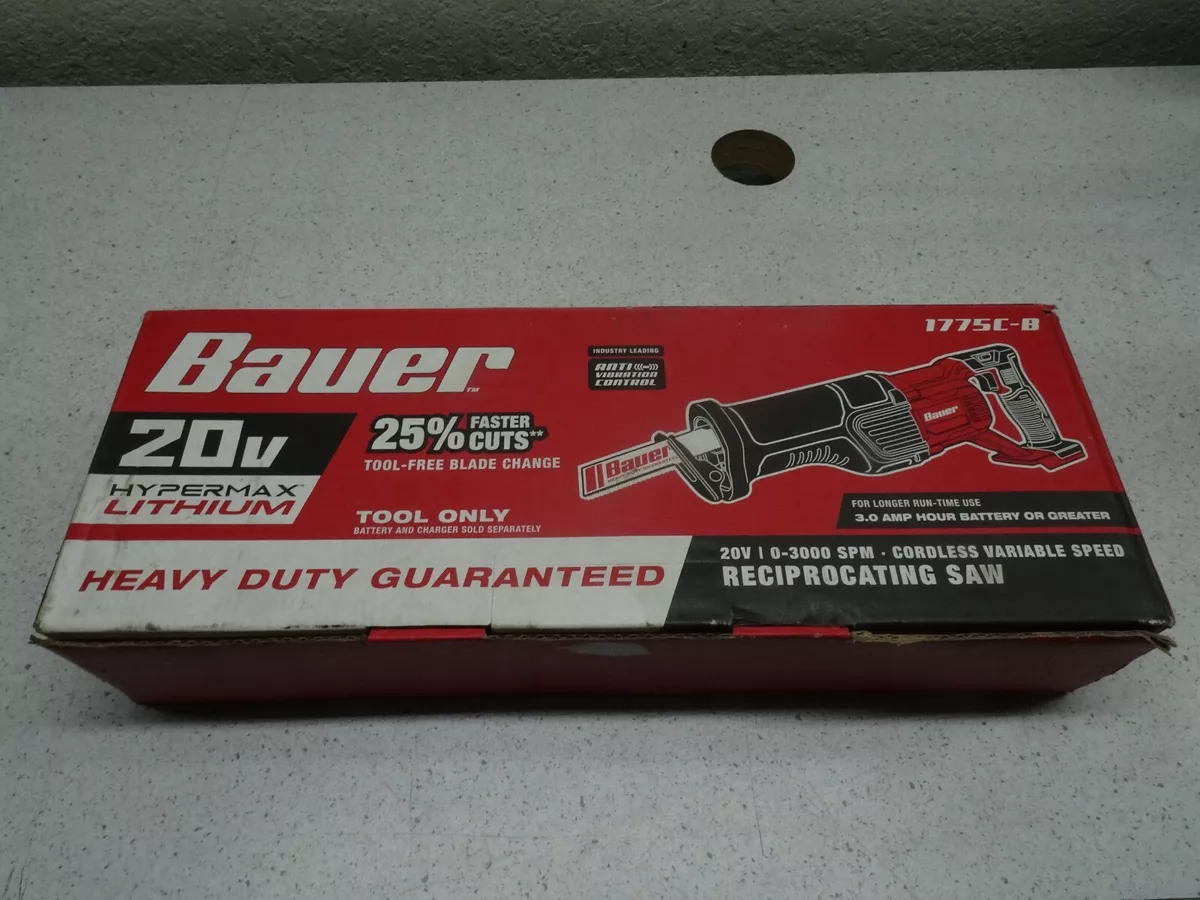 Bauer™
1775C-B
INDUSTRY LEADING
ANTI
VIBRATION
CONTROL
20V
HYPERMAX™
LITHIUM
25% FASTER CUTS**
TOOL-FREE BLADE CHANGE
Bauer
Bauer
TOOL ONLY
BATTERY AND CHARGER SOLD SEPARATELY
FOR LONGER RUN-TIME USE
3.0 AMP HOUR BATTERY OR GREATER
HEAVY DUTY GUARANTEED
20V | 0-3000 SPM · CORDLESS VARIABLE SPEED
RECIPROCATING SAW